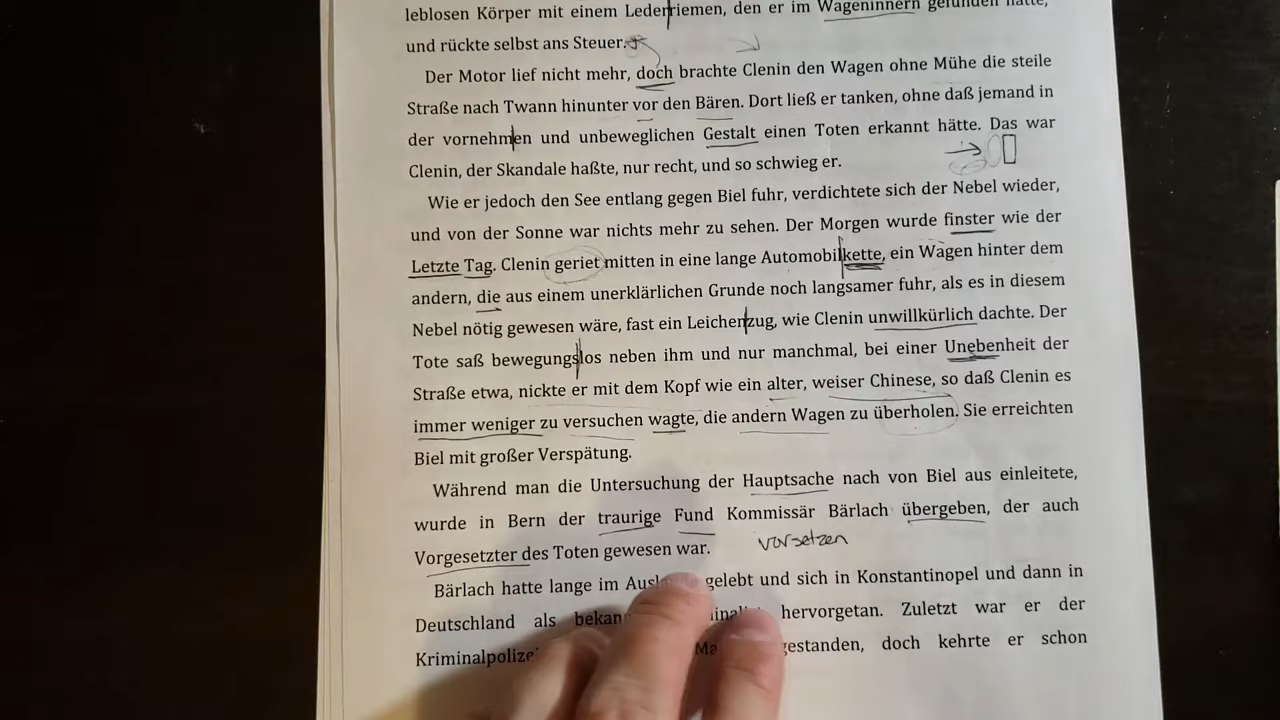 leblosen Körper mit einem Lederriemen, den er im Wageninnern gefunden hatte,
und rückte selbst ans Steuer.
Der Motor lief nicht mehr, doch brachte Clenin den Wagen ohne Mühe die steile
Straße nach Twann hinunter vor den Bären. Dort ließ er tanken, ohne daß jemand in
der vornehmen und unbeweglichen Gestalt einen Toten erkannt hätte. Das war
Clenin, der Skandale haßte, nur recht, und so schwieg er.
Wie er jedoch den See entlang gegen Biel fuhr, verdichtete sich der Nebel wieder,
und von der Sonne war nichts mehr zu sehen. Der Morgen wurde finster wie der
Letzte Tag. Clenin geriet mitten in eine lange Automobilkette, ein Wagen hinter dem
andern, die aus einem unerklärlichen Grunde noch langsamer fuhr, als es in diesem
Nebel nötig gewesen wäre, fast ein Leichenzug, wie Clenin unwillkürlich dachte. Der
Tote saß bewegungslos neben ihm und nur manchmal, bei einer Unebenheit der
Straße etwa, nickte er mit dem Kopf wie ein alter, weiser Chinese, so daß Clenin es
immer weniger zu versuchen wagte, die andern Wagen zu überholen. Sie erreichten
Biel mit großer Verspätung.
Während man die Untersuchung der Hauptsache nach von Biel aus einleitete,
wurde in Bern der traurige Fund Kommissär Bärlach übergeben, der auch
Vorgesetzter des Toten gewesen war.
vorsetzen
Bärlach hatte lange im gelebt und sich in Konstantinopel und dann in
Deutschland als hervorgetan. Zuletzt war er der
gestanden, doch kehrte er schon